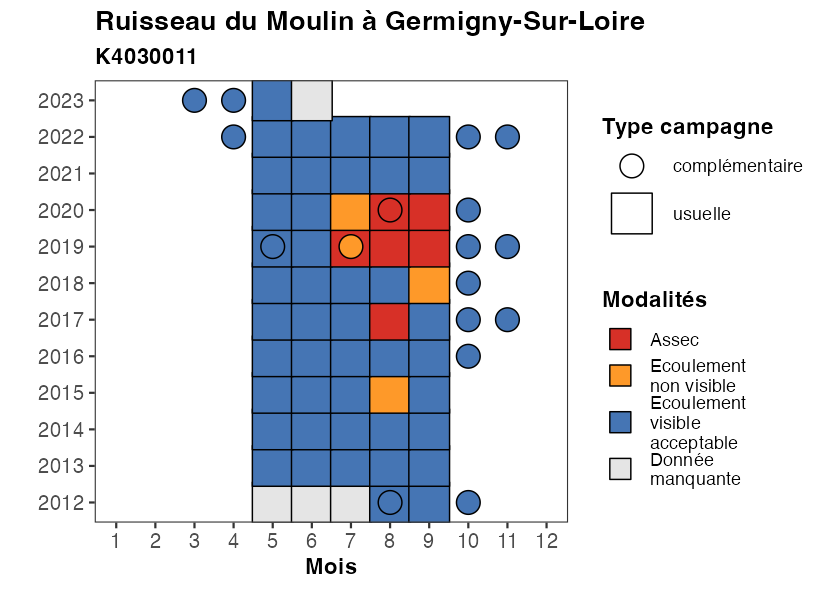 Ruisseau du Moulin à Germigny-Sur-Loire
K4030011
2023
2022
2021
2020
2019
2018
2017
2016
2015
2014
2013
2012
1 2 3 4 5 6 7 8 9 10 11 12
Mois
Type campagne
complémentaire
usuelle
Modalités
Assec
Ecoulement
non visible
Ecoulement
visible
acceptable
Donnée
manquante